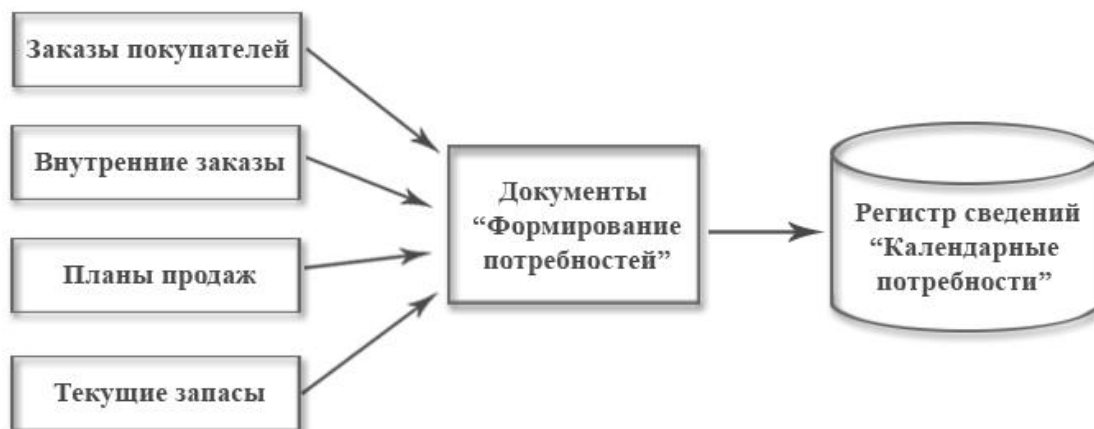 Заказы покупателей
Внутренние заказы
Планы продаж
Текущие запасы
Документы
“Формирование
потребностей”
Регистр сведений
“Календарные
потребности”